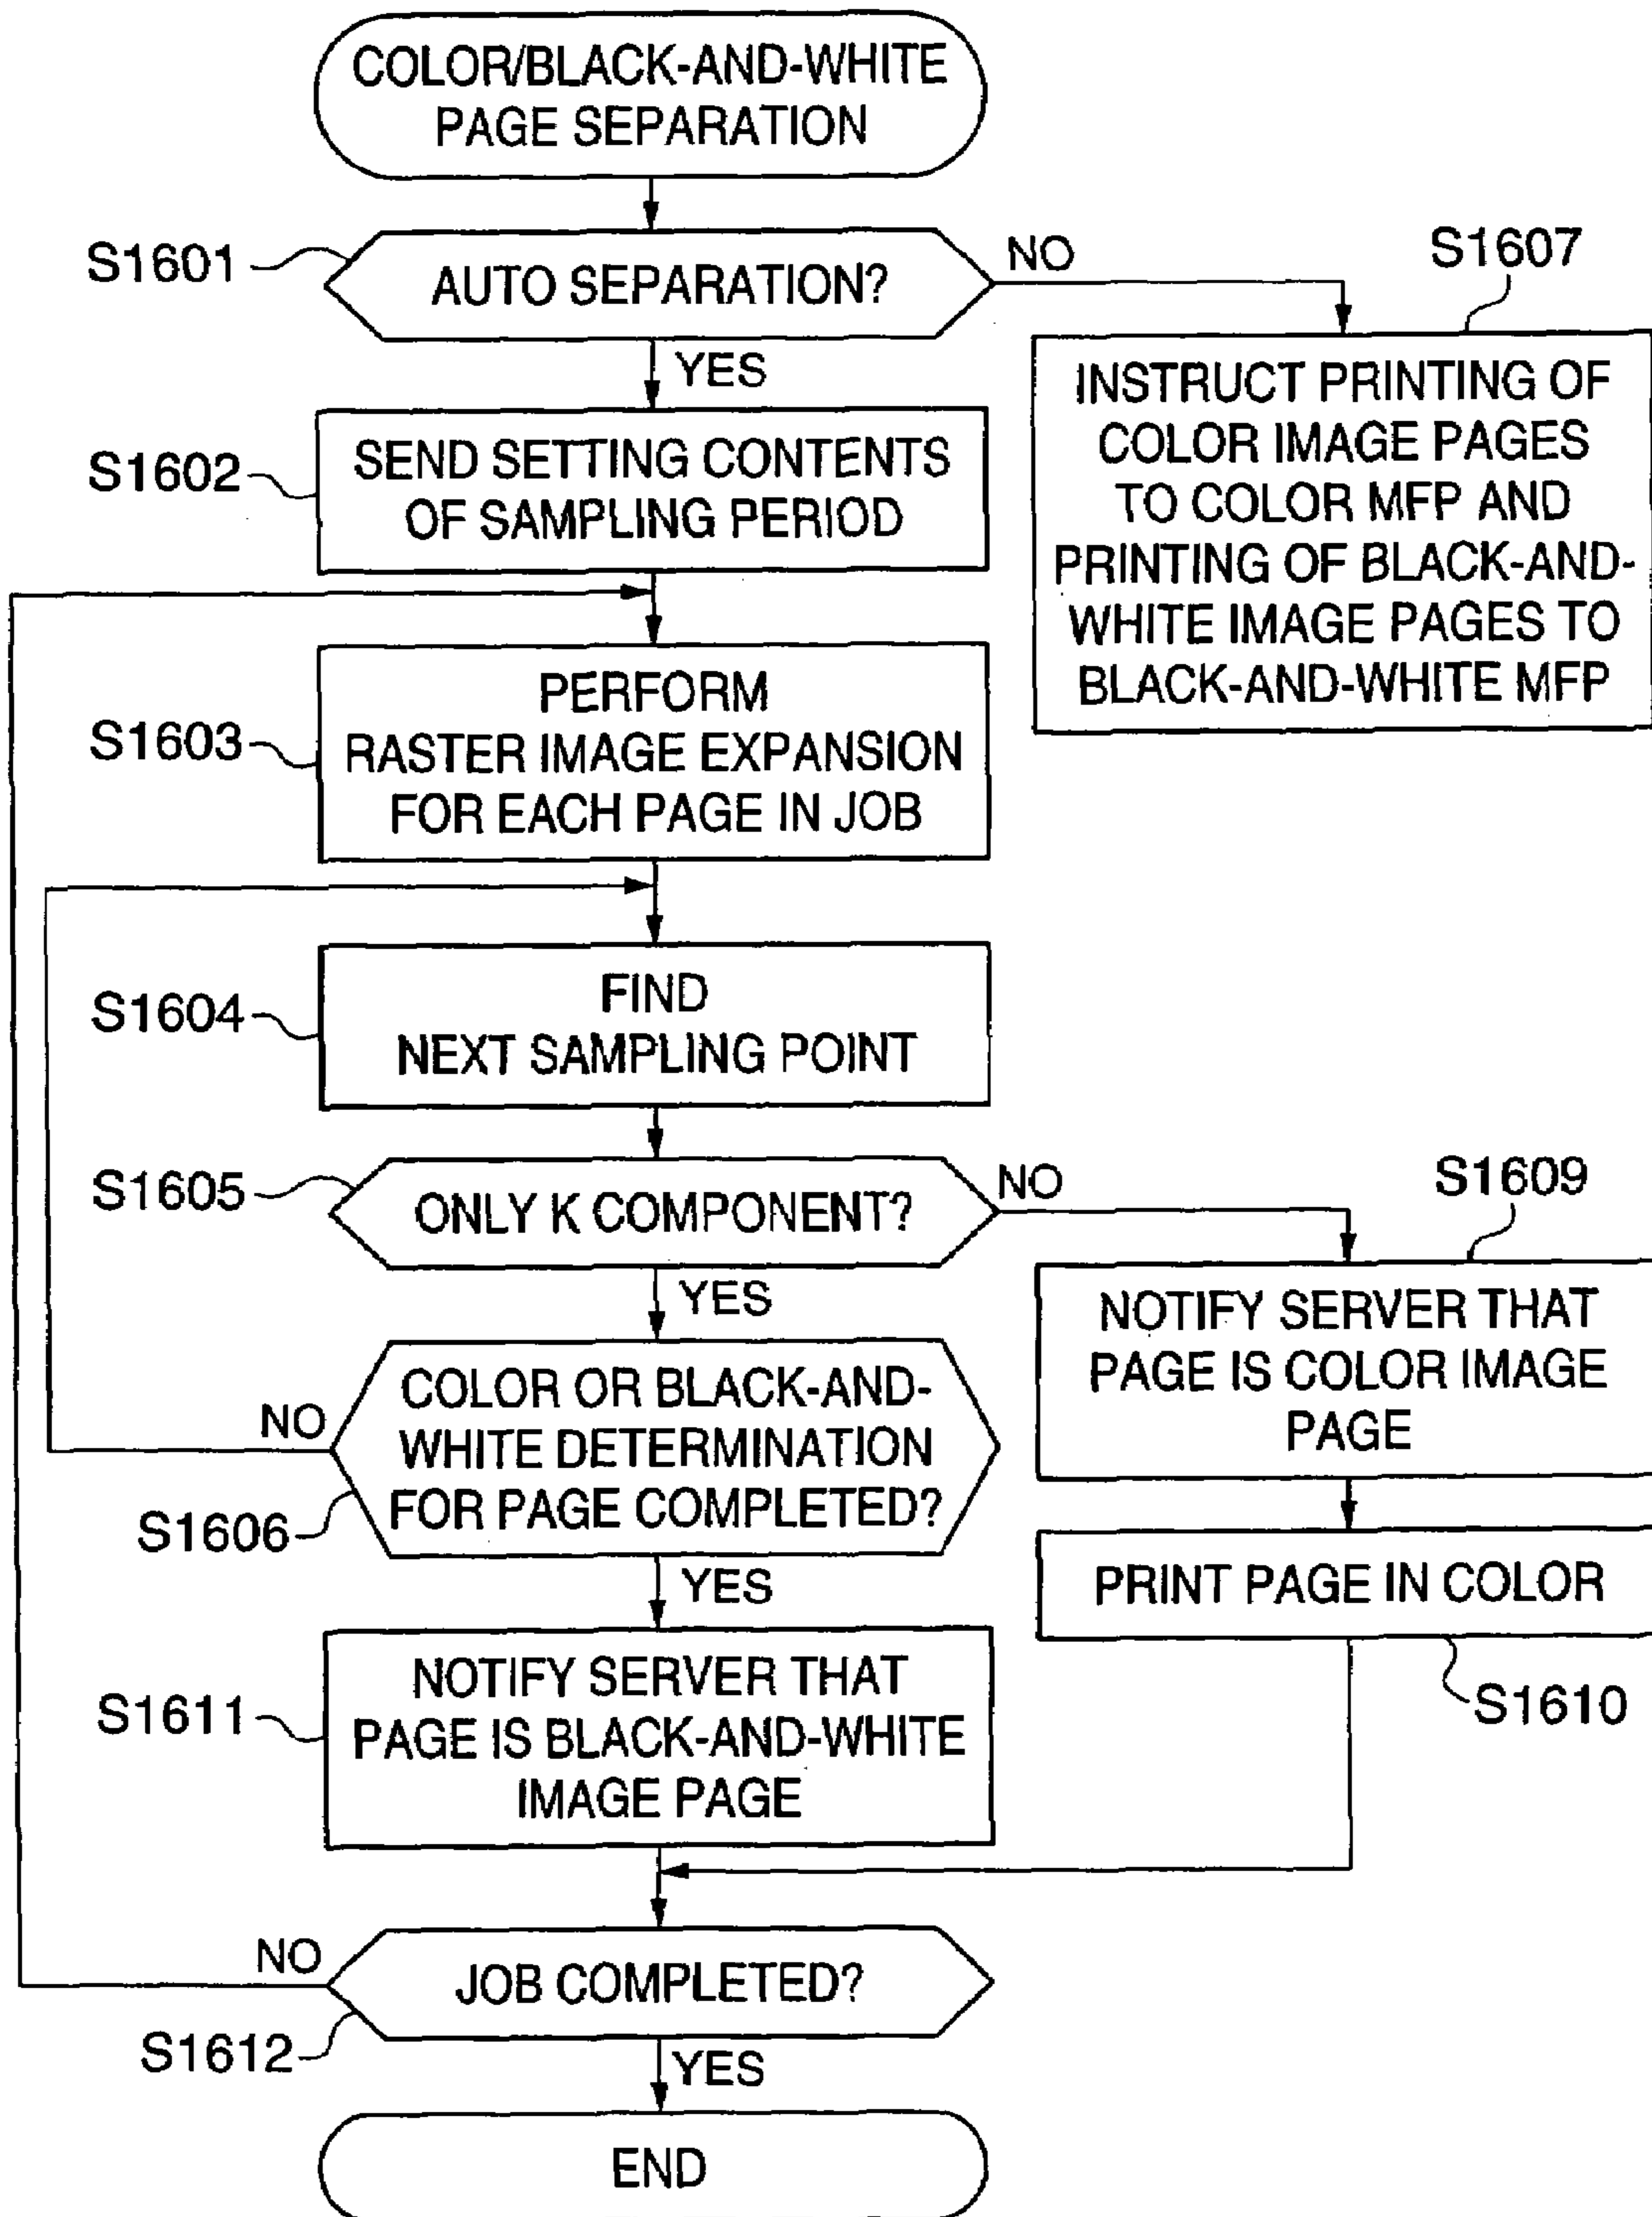 COLOR/BLACK-AND-WHITE
PAGE SEPARATION
S1601
AUTO SEPARATION?
NO
S1607
YES
INSTRUCT PRINTING OF
COLOR IMAGE PAGES
TO COLOR MFP AND
PRINTING OF BLACK-AND-
WHITE IMAGE PAGES TO
BLACK-AND-WHITE MFP
S1602
SEND SETTING CONTENTS
OF SAMPLING PERIOD
S1603
PERFORM
RASTER IMAGE EXPANSION
FOR EACH PAGE IN JOB
S1604
FIND
NEXT SAMPLING POINT
S1605
ONLY K COMPONENT?
NO
S1609
YES
NOTIFY SERVER THAT
PAGE IS COLOR IMAGE
PAGE
NO
COLOR OR BLACK-AND-
WHITE DETERMINATION
FOR PAGE COMPLETED?
S1606
YES
PRINT PAGE IN COLOR
S1610
S1611
NOTIFY SERVER THAT
PAGE IS BLACK-AND-WHITE
IMAGE PAGE
NO
JOB COMPLETED?
S1612
YES
END